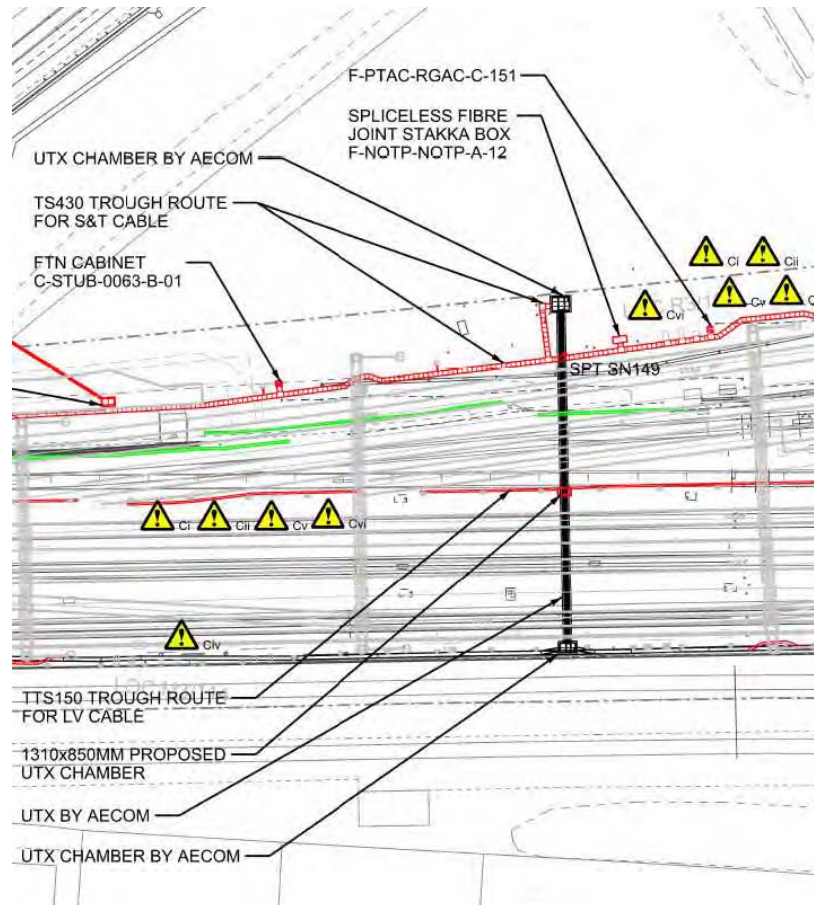 F-PTAC-RGAC-C-151
SPLICELESS FIBRE
JOINT STAKKA BOX
F-NOTP-NOTP-A-12
UTX CHAMBER BY AECOM
TS430 TROUGH ROUTE
FOR S&T CABLE
FTN CABINET
C-STUB-0063-B-01
Ci
Cii
Cvi
Cv
SPT SN149
Ci
Cii
Cv
Cvi
Civ
TTS150 TROUGH ROUTE
FOR LV CABLE
1310x850MM PROPOSED
UTX CHAMBER
UTX BY AECOM
UTX CHAMBER BY AECOM